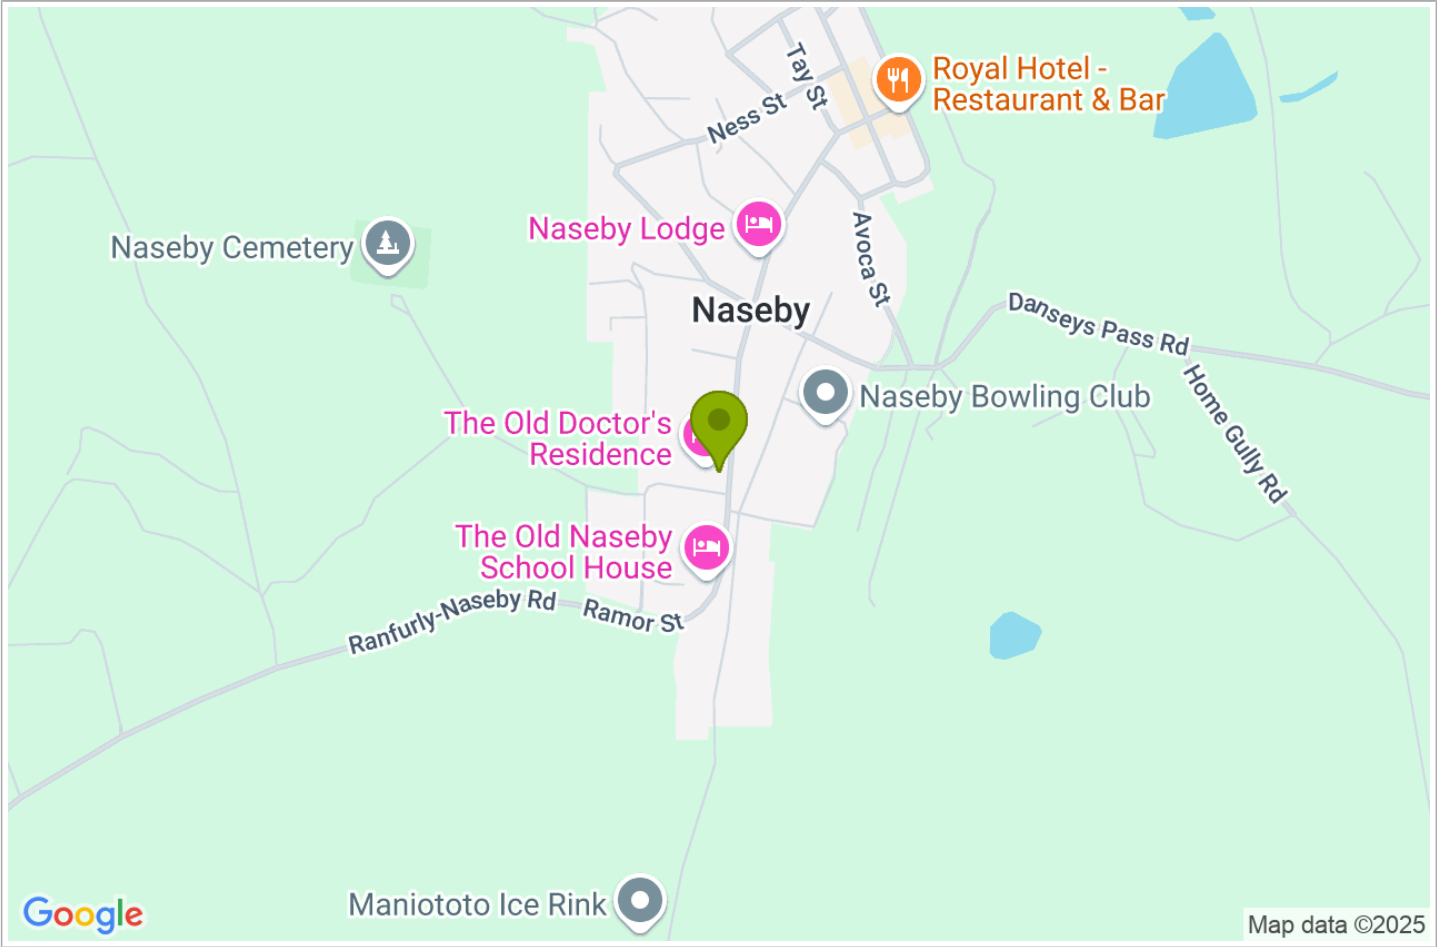 Tay St
Royal Hotel -
Restaurant & Bar
Ness St
Naseby Lodge
Naseby Cemetery
Avoca St
Naseby
Danseys Pass Rd
Home Gully Rd
Naseby Bowling Club
The Old Doctor's
Residence
The Old Naseby
School House
Ranfurly-Naseby Rd
Ramor St
Maniototo Ice Rink
Google
Map data ©2025